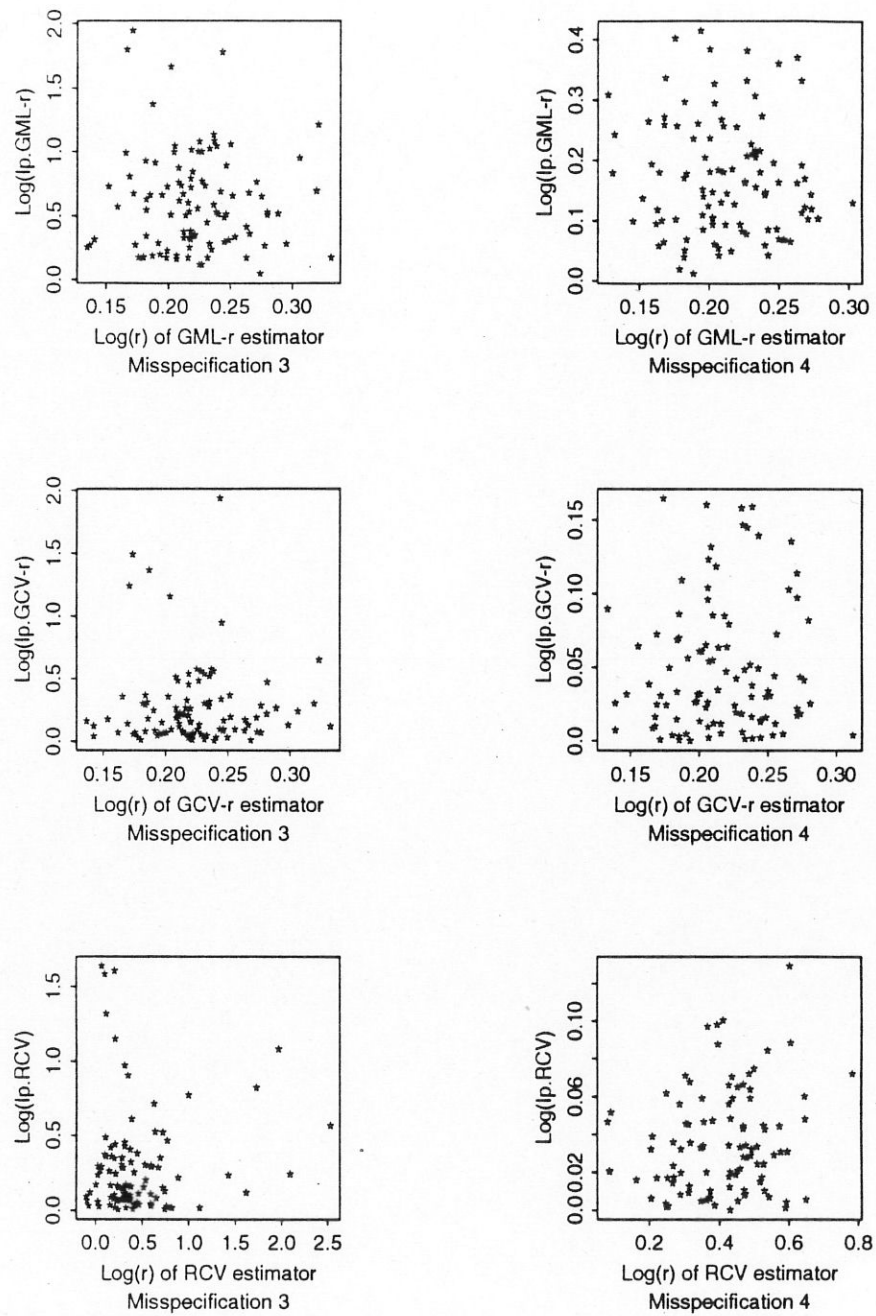 Log(Ip.GML-r)
0.0 0.5 1.0 1.5 2.0
0.15 0.20 0.25 0.30
Log(r) of GML-r estimator
Misspecification 3
Log(Ip.GML-r)
0.0 0.1 0.2 0.3 0.4
0.15 0.20 0.25 0.30
Log(r) of GML-r estimator
Misspecification 4
Log(Ip.GCV-r)
0.0 0.5 1.0 1.5 2.0
0.15 0.20 0.25 0.30
Log(r) of GCV-r estimator
Misspecification 3
Log(Ip.GCV-r)
0.0 0.05 0.10 0.15
0.15 0.20 0.25 0.30
Log(r) of GCV-r estimator
Misspecification 4
Log(Ip.RCV)
0.0 0.5 1.0 1.5
0.0 0.5 1.0 1.5 2.0 2.5
Log(r) of RCV estimator
Misspecification 3
Log(Ip.RCV)
0.0 0.02 0.06 0.10
0.2 0.4 0.6 0.8
Log(r) of RCV estimator
Misspecification 4